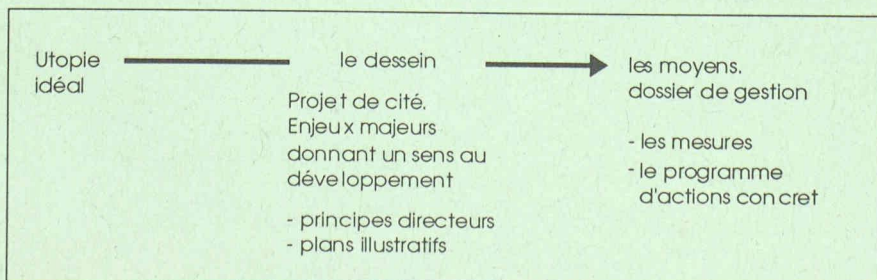 Utopie
idéal
le dessein
Projet de cité.
Enjeux majeurs
donnant un sens au
développement
- principes directeurs
- plans illustratifs
les moyens.
dossier de gestion
- les mesures
- le programme
d'actions concret